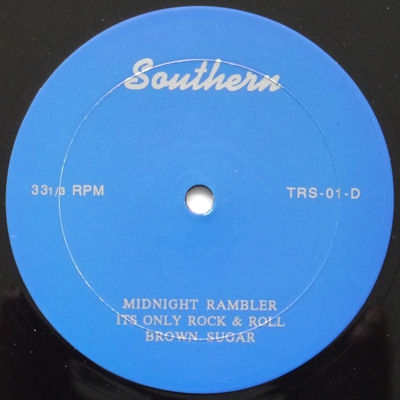 Southern
33 1/3 RPM
TRS-01-D
MIDNIGHT RAMBLER
ITS ONLY ROCK & ROLL
BROWN SUGAR